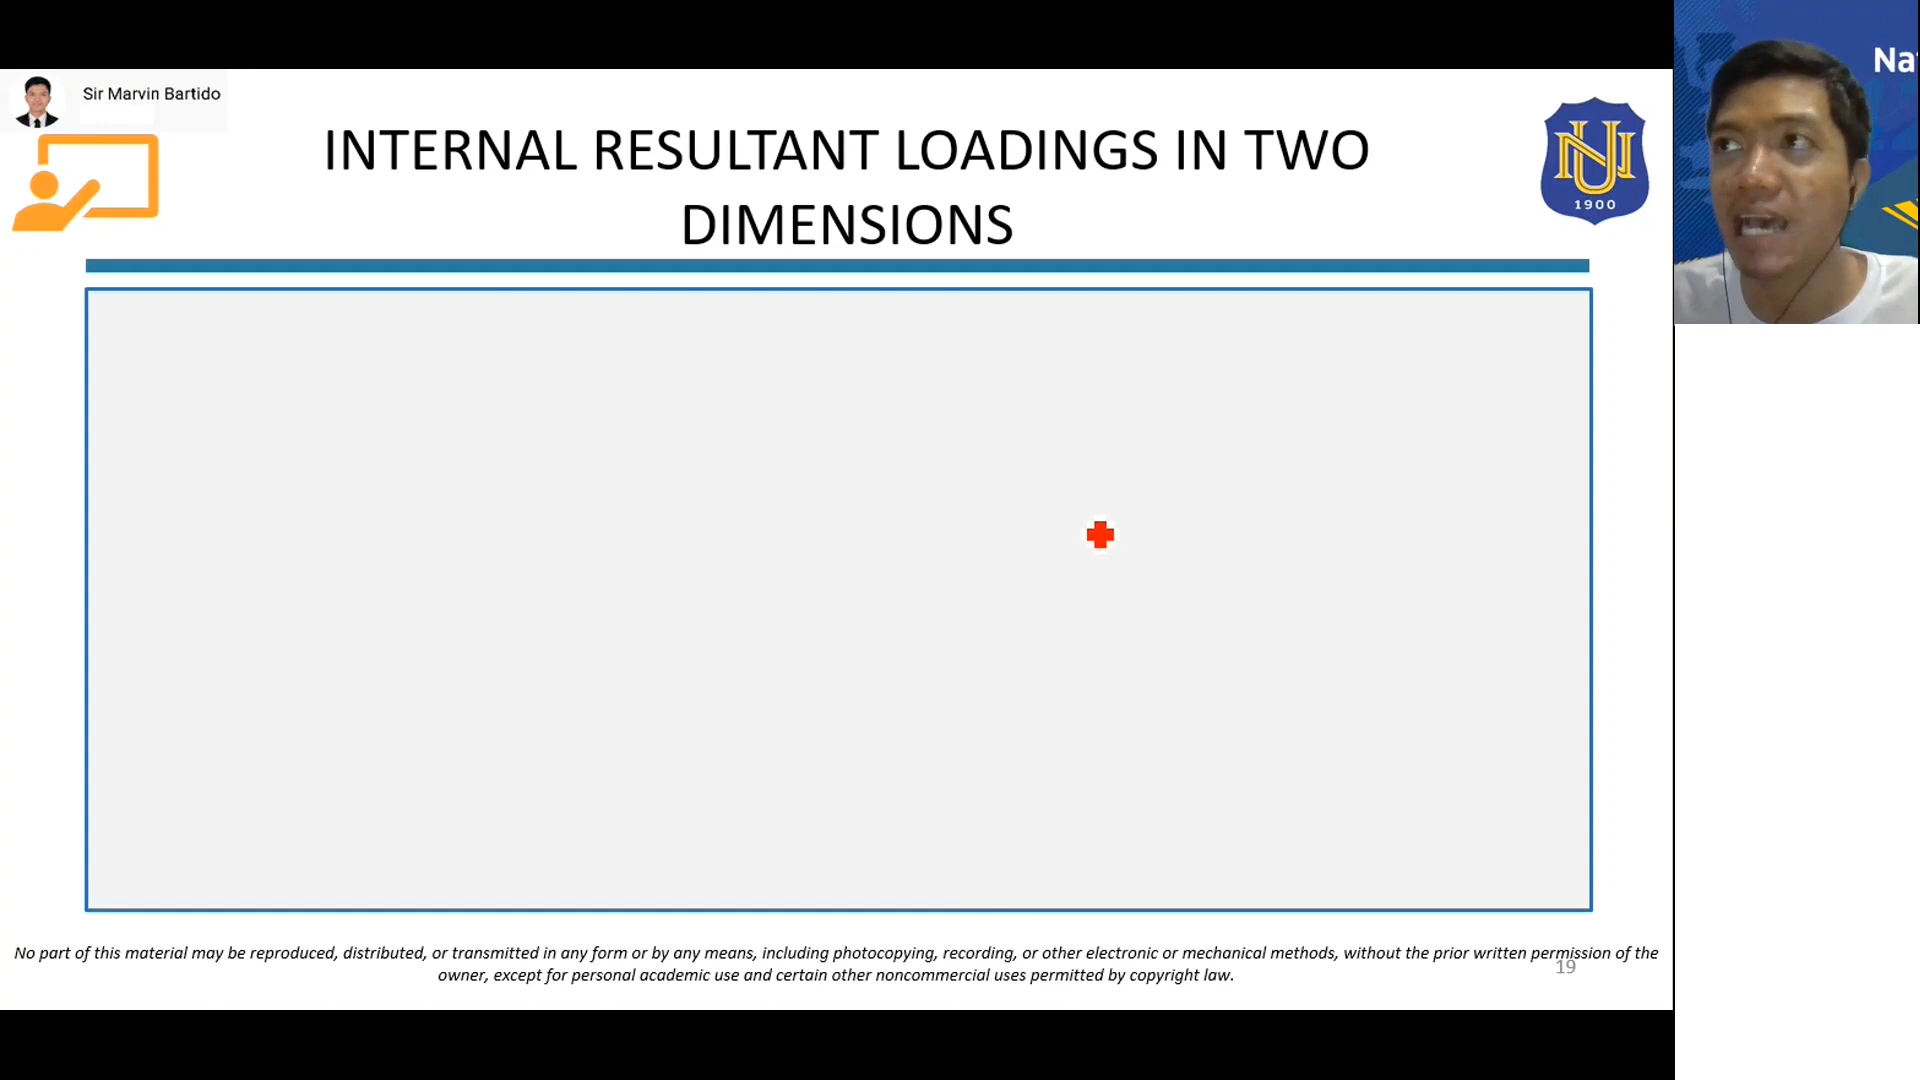 Sir Marvin Bartido
INTERNAL RESULTANT LOADINGS IN TWO
DIMENSIONS
NU
1900
Na
No part of this material may be reproduced, distributed, or transmitted in any form or by any means, including photocopying, recording, or other electronic or mechanical methods, without the prior written permission of the
owner, except for personal academic use and certain other noncommercial uses permitted by copyright law.
19